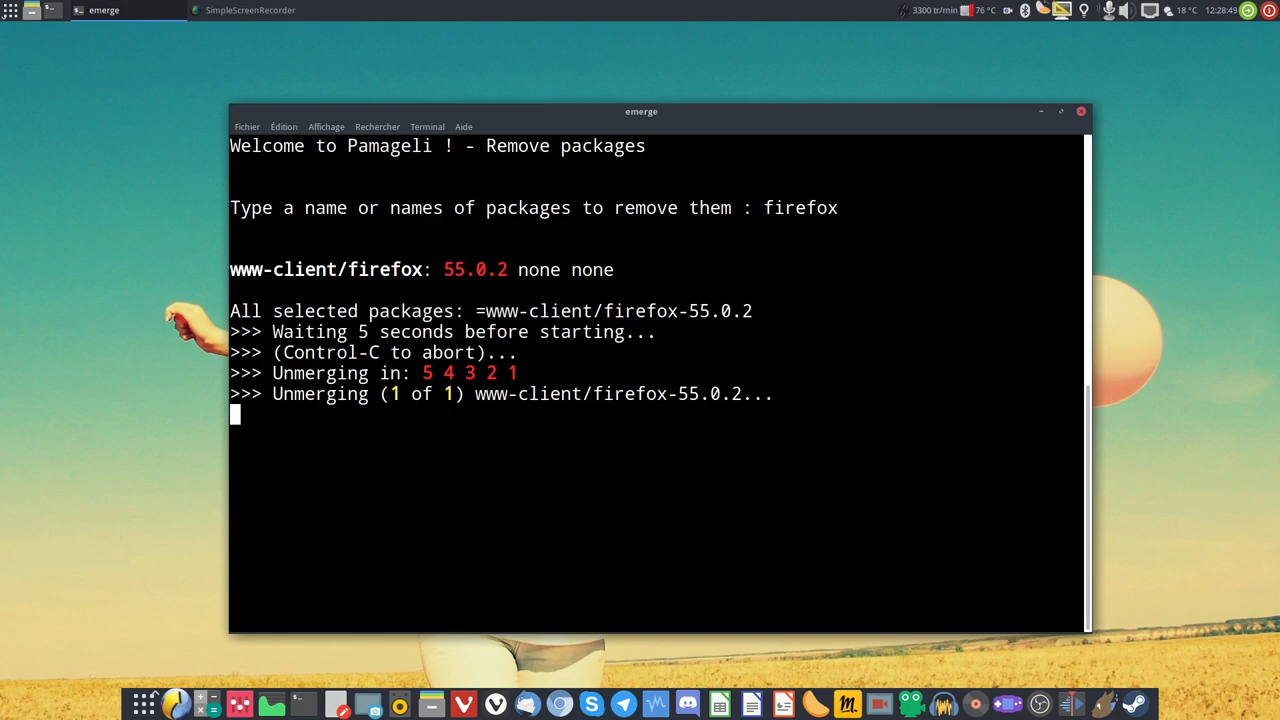 emerge
SimpleScreenRecorder
3300 tr/min
76 °C
18 °C
12:28:49
emerge
Fichier Édition Affichage Rechercher Terminal Aide
Welcome to Pamageli ! - Remove packages
Type a name or names of packages to remove them : firefox
www-client/firefox: 55.0.2 none none
All selected packages: =www-client/firefox-55.0.2
>>> Waiting 5 seconds before starting...
>>> (Control-C to abort)...
>>> Unmerging in: 5 4 3 2 1
>>> Unmerging (1 of 1) www-client/firefox-55.0.2...